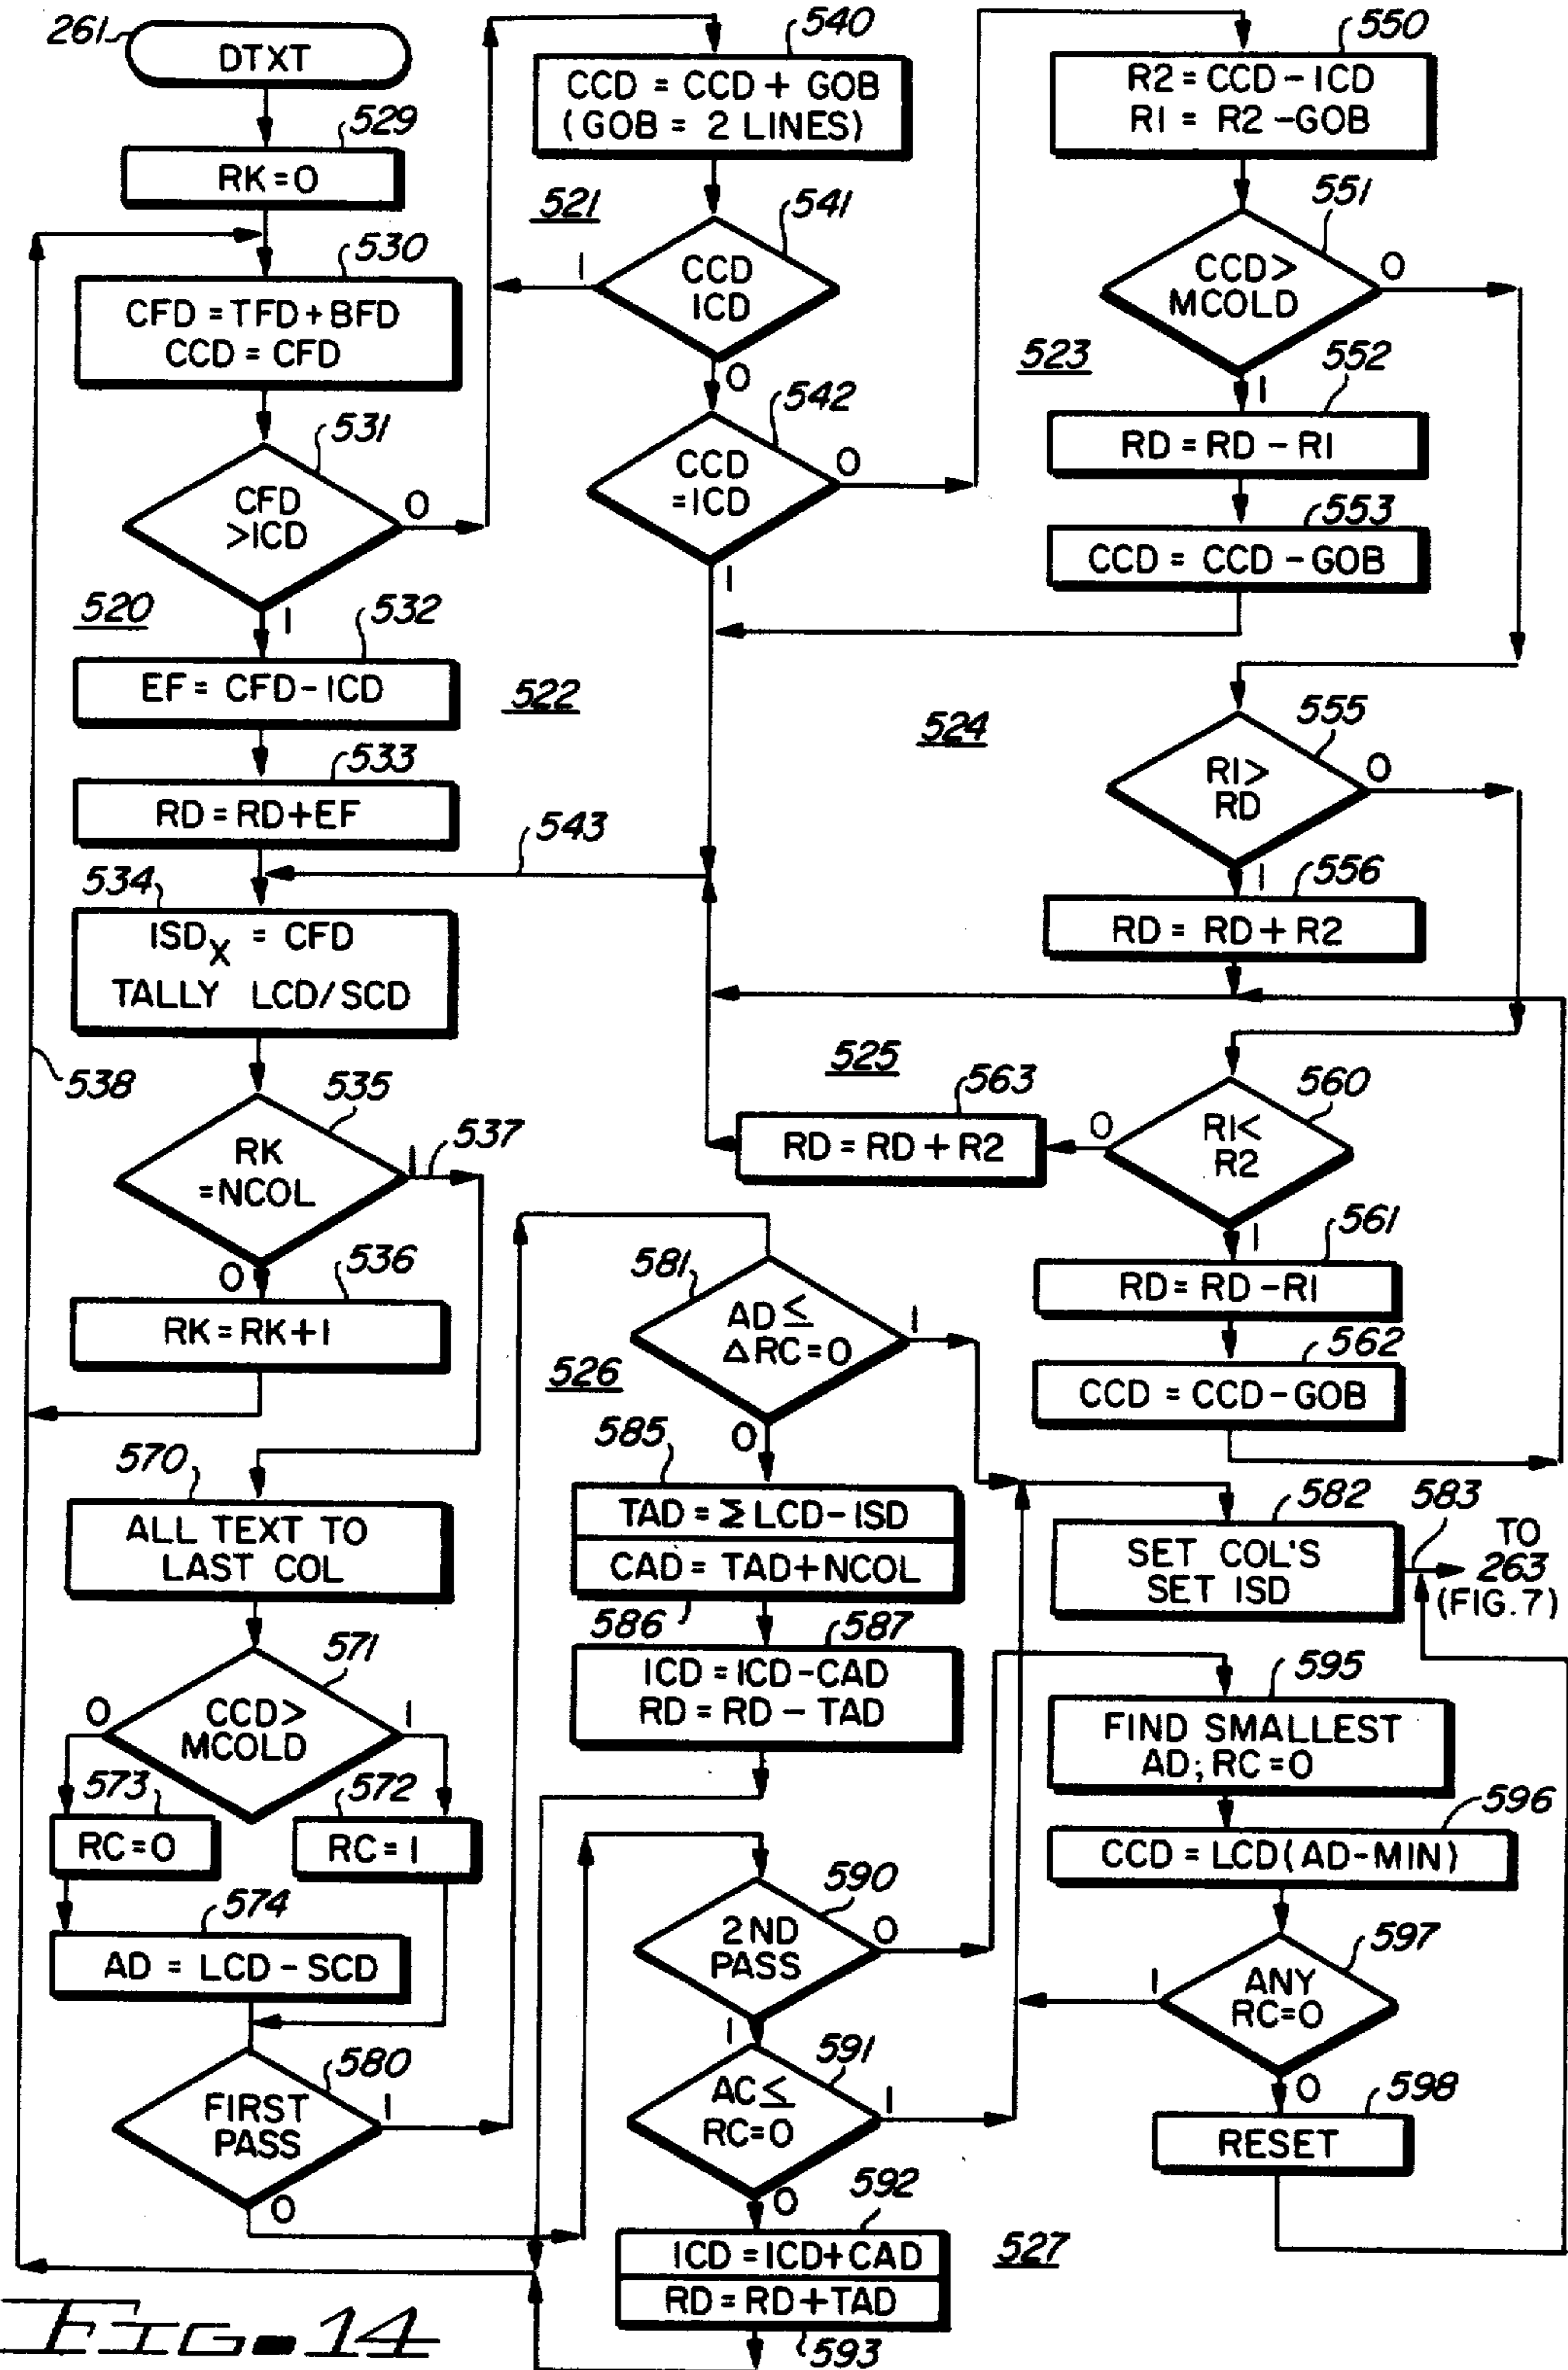 261
DTXT
529
RK=0
530
CFD = TFD + BFD
CCD = CFD
531
CFD
>ICD
0
1
520
532
EF = CFD - ICD
522
533
RD = RD + EF
543
534
ISDX = CFD
TALLY LCD/SCD
538
535
RK
=NCOL
1
537
0
536
RK=RK+1
570
ALL TEXT TO
LAST COL
571
CCD>
MCOLD
0
1
573
RC=0
572
RC=1
574
AD = LCD - SCD
580
FIRST
PASS
1
0
540
CCD = CCD + GOB
(GOB = 2 LINES)
521
541
CCD
ICD
1
0
542
CCD
=ICD
0
1
550
R2 = CCD - ICD
R1 = R2 - GOB
551
CCD>
MCOLD
0
1
523
552
RD = RD - R1
553
CCD = CCD - GOB
524
555
R1>
RD
0
1
556
RD = RD + R2
525
563
RD = RD + R2
560
R1<
R2
0
1
561
RD = RD - R1
562
CCD = CCD - GOB
581
AD ≤
Δ RC=0
1
0
526
585
TAD = Σ LCD - ISD
CAD = TAD + NCOL
586
587
ICD = ICD - CAD
RD = RD - TAD
582
SET COL'S
SET ISD
583
TO
263
(FIG. 7)
590
2ND
PASS
0
1
591
AC ≤
RC=0
1
0
592
ICD = ICD + CAD
RD = RD + TAD
593
527
595
FIND SMALLEST
AD; RC=0
596
CCD = LCD (AD-MIN)
597
ANY
RC=0
1
0
598
RESET
FIG. 14